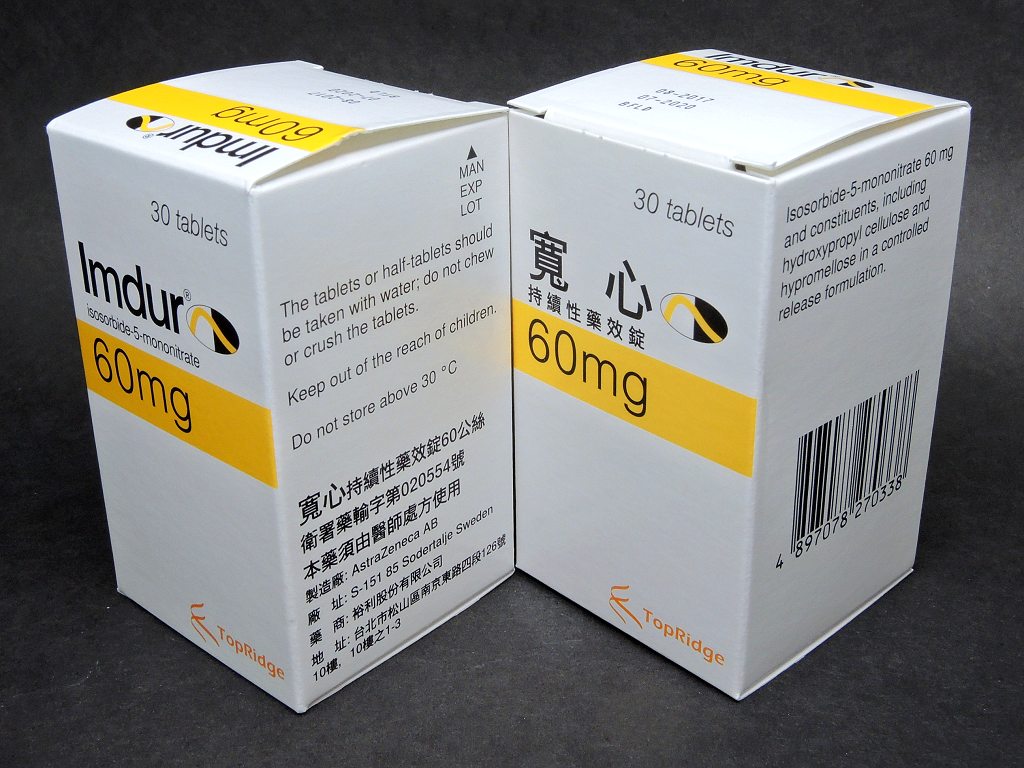 Imdur®
60mg
08-2017
07-2020
BILD
30 tablets
Imdur®
isosorbide-5-mononitrate
60mg
TopRidge
MAN
EXP
LOT
The tablets or half-tablets should
be taken with water; do not chew
or crush the tablets.
Keep out of the reach of children.
Do not store above 30 °C
寬心持續性藥效錠60公絲
衛署藥輸字第020554號
本藥須由醫師處方使用
製造廠: AstraZeneca AB
廠 址: S-151 85 Sodertalje Sweden
藥 商: 裕利股份有限公司
地 址: 台北市松山區南京東路四段126號
10樓, 10樓之1-3
Imdur
60mg
08-2017
07-2020
BILD
30 tablets
寬心
持續性藥效錠
60mg
TopRidge
Isosorbide-5-mononitrate 60 mg
and constituents, including
hydroxypropyl cellulose and
hypromellose in a controlled
release formulation.
4 897078 270338